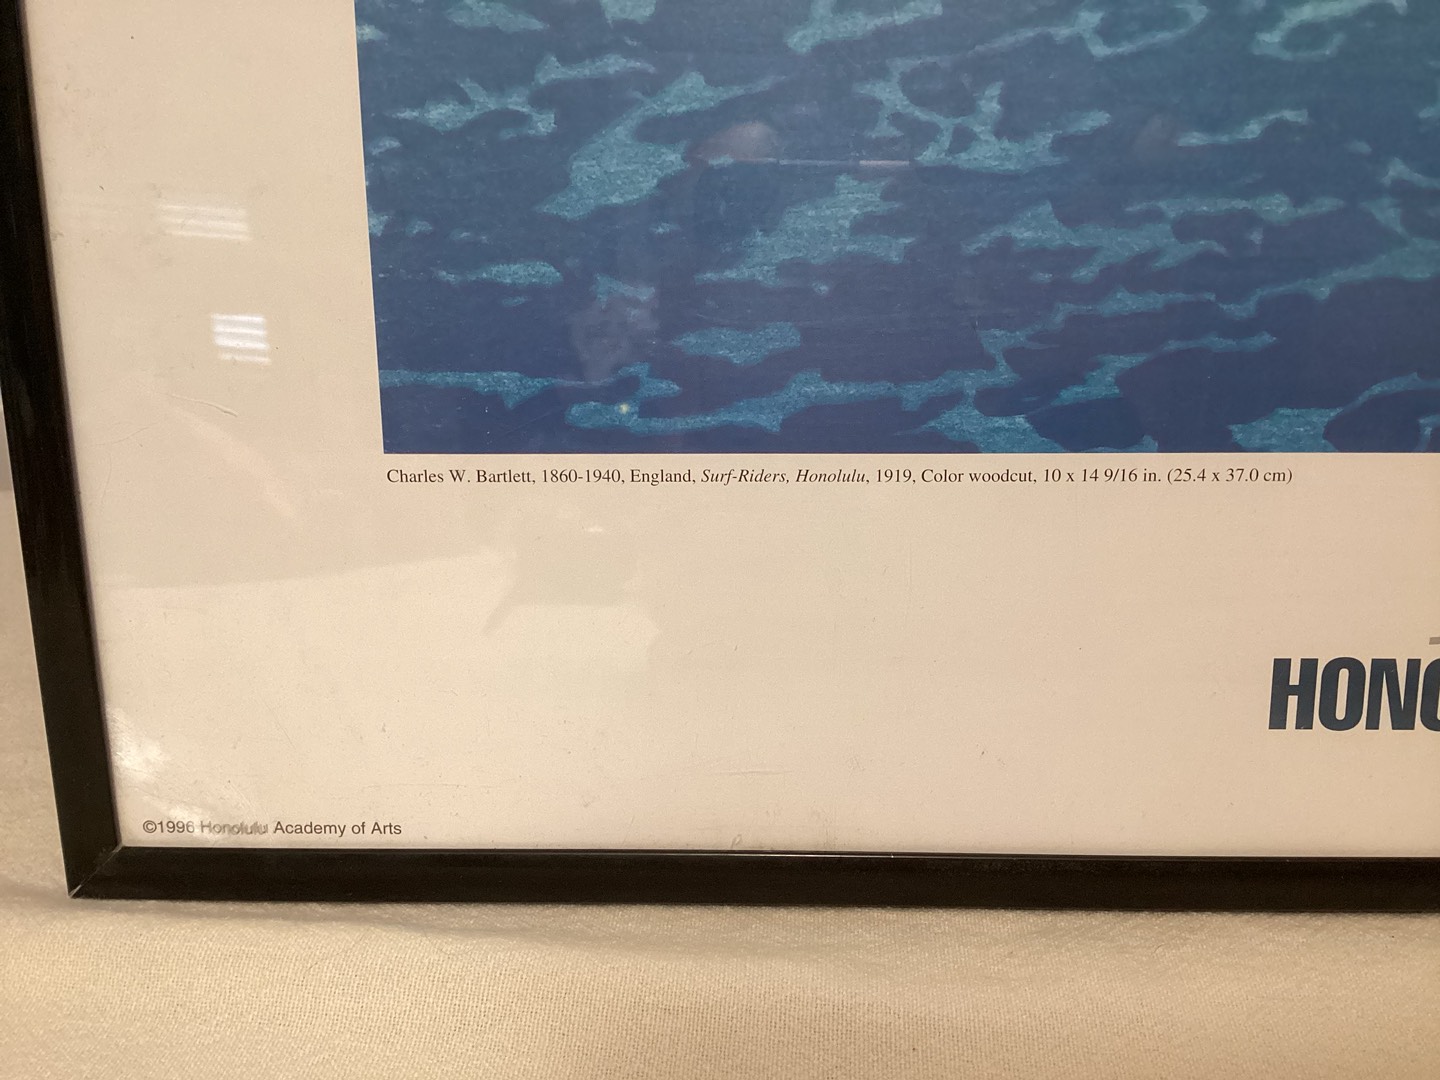 Charles W. Bartlett, 1860-1940, England, Surf-Riders, Honolulu, 1919, Color woodcut, 10 x 14 9/16 in. (25.4 x 37.0 cm)
HONO
©1996 Honolulu Academy of Arts